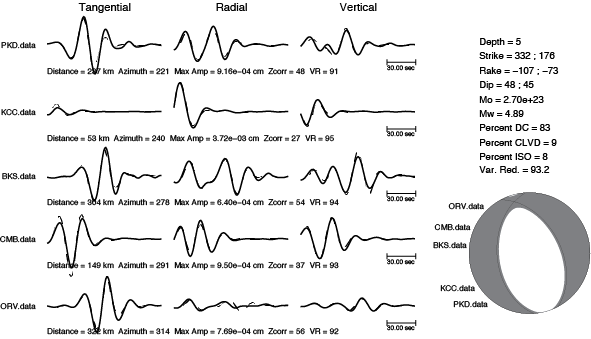 Tangential Radial Vertical
PKD.data
30.00 sec
Distance = km Azimuth = 221 Max Amp = 9.16e-04 cm Zcorr = 48 VR = 91
KCC.data
30.00 sec
Distance = 53 km Azimuth = 240 Max Amp = 3.72e-03 cm Zcorr = 27 VR = 95
BKS.data
30.00 sec
Distance = 304 km Azimuth = 278 Max Amp = 6.40e-04 cm Zcorr = 54 VR = 94
CMB.data
30.00 sec
Distance = 149 km Azimuth = 291 Max Amp = 9.50e-04 cm Zcorr = 37 VR = 93
ORV.data
30.00 sec
Distance = km Azimuth = 314 Max Amp = 7.69e-04 cm Zcorr = 56 VR = 92
Depth = 5
Strike = 332 ; 176
Rake = −107 ; −73
Dip = 48 ; 45
Mo = 2.70e+23
Mw = 4.89
Percent DC = 83
Percent CLVD = 9
Percent ISO = 8
Var. Red. = 93.2
ORV.data
CMB.data
BKS.data
KCC.data
PKD.data